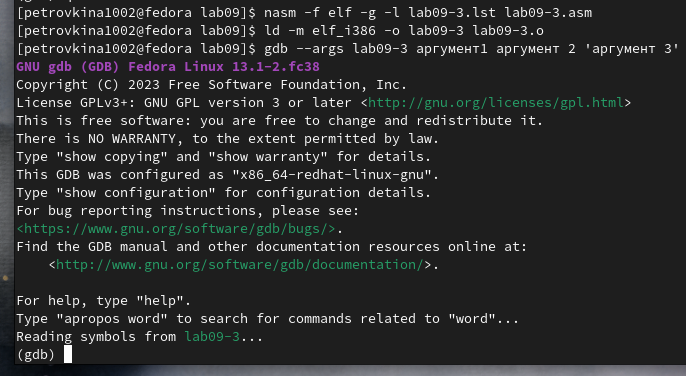 [petrovkina1002@fedora lab09]$ nasm -f elf -g -l lab09-3.lst lab09-3.asm
[petrovkina1002@fedora lab09]$ ld -m elf_i386 -o lab09-3 lab09-3.o
[petrovkina1002@fedora lab09]$ gdb --args lab09-3 аргумент1 аргумент 2 'аргумент 3'
GNU gdb (GDB) Fedora Linux 13.1-2.fc38
Copyright (C) 2023 Free Software Foundation, Inc.
License GPLv3+: GNU GPL version 3 or later <http://gnu.org/licenses/gpl.html>
This is free software: you are free to change and redistribute it.
There is NO WARRANTY, to the extent permitted by law.
Type "show copying" and "show warranty" for details.
This GDB was configured as "x86_64-redhat-linux-gnu".
Type "show configuration" for configuration details.
For bug reporting instructions, please see:
<https://www.gnu.org/software/gdb/bugs/>.
Find the GDB manual and other documentation resources online at:
    <http://www.gnu.org/software/gdb/documentation/>.

For help, type "help".
Type "apropos word" to search for commands related to "word"...
Reading symbols from lab09-3...
(gdb)